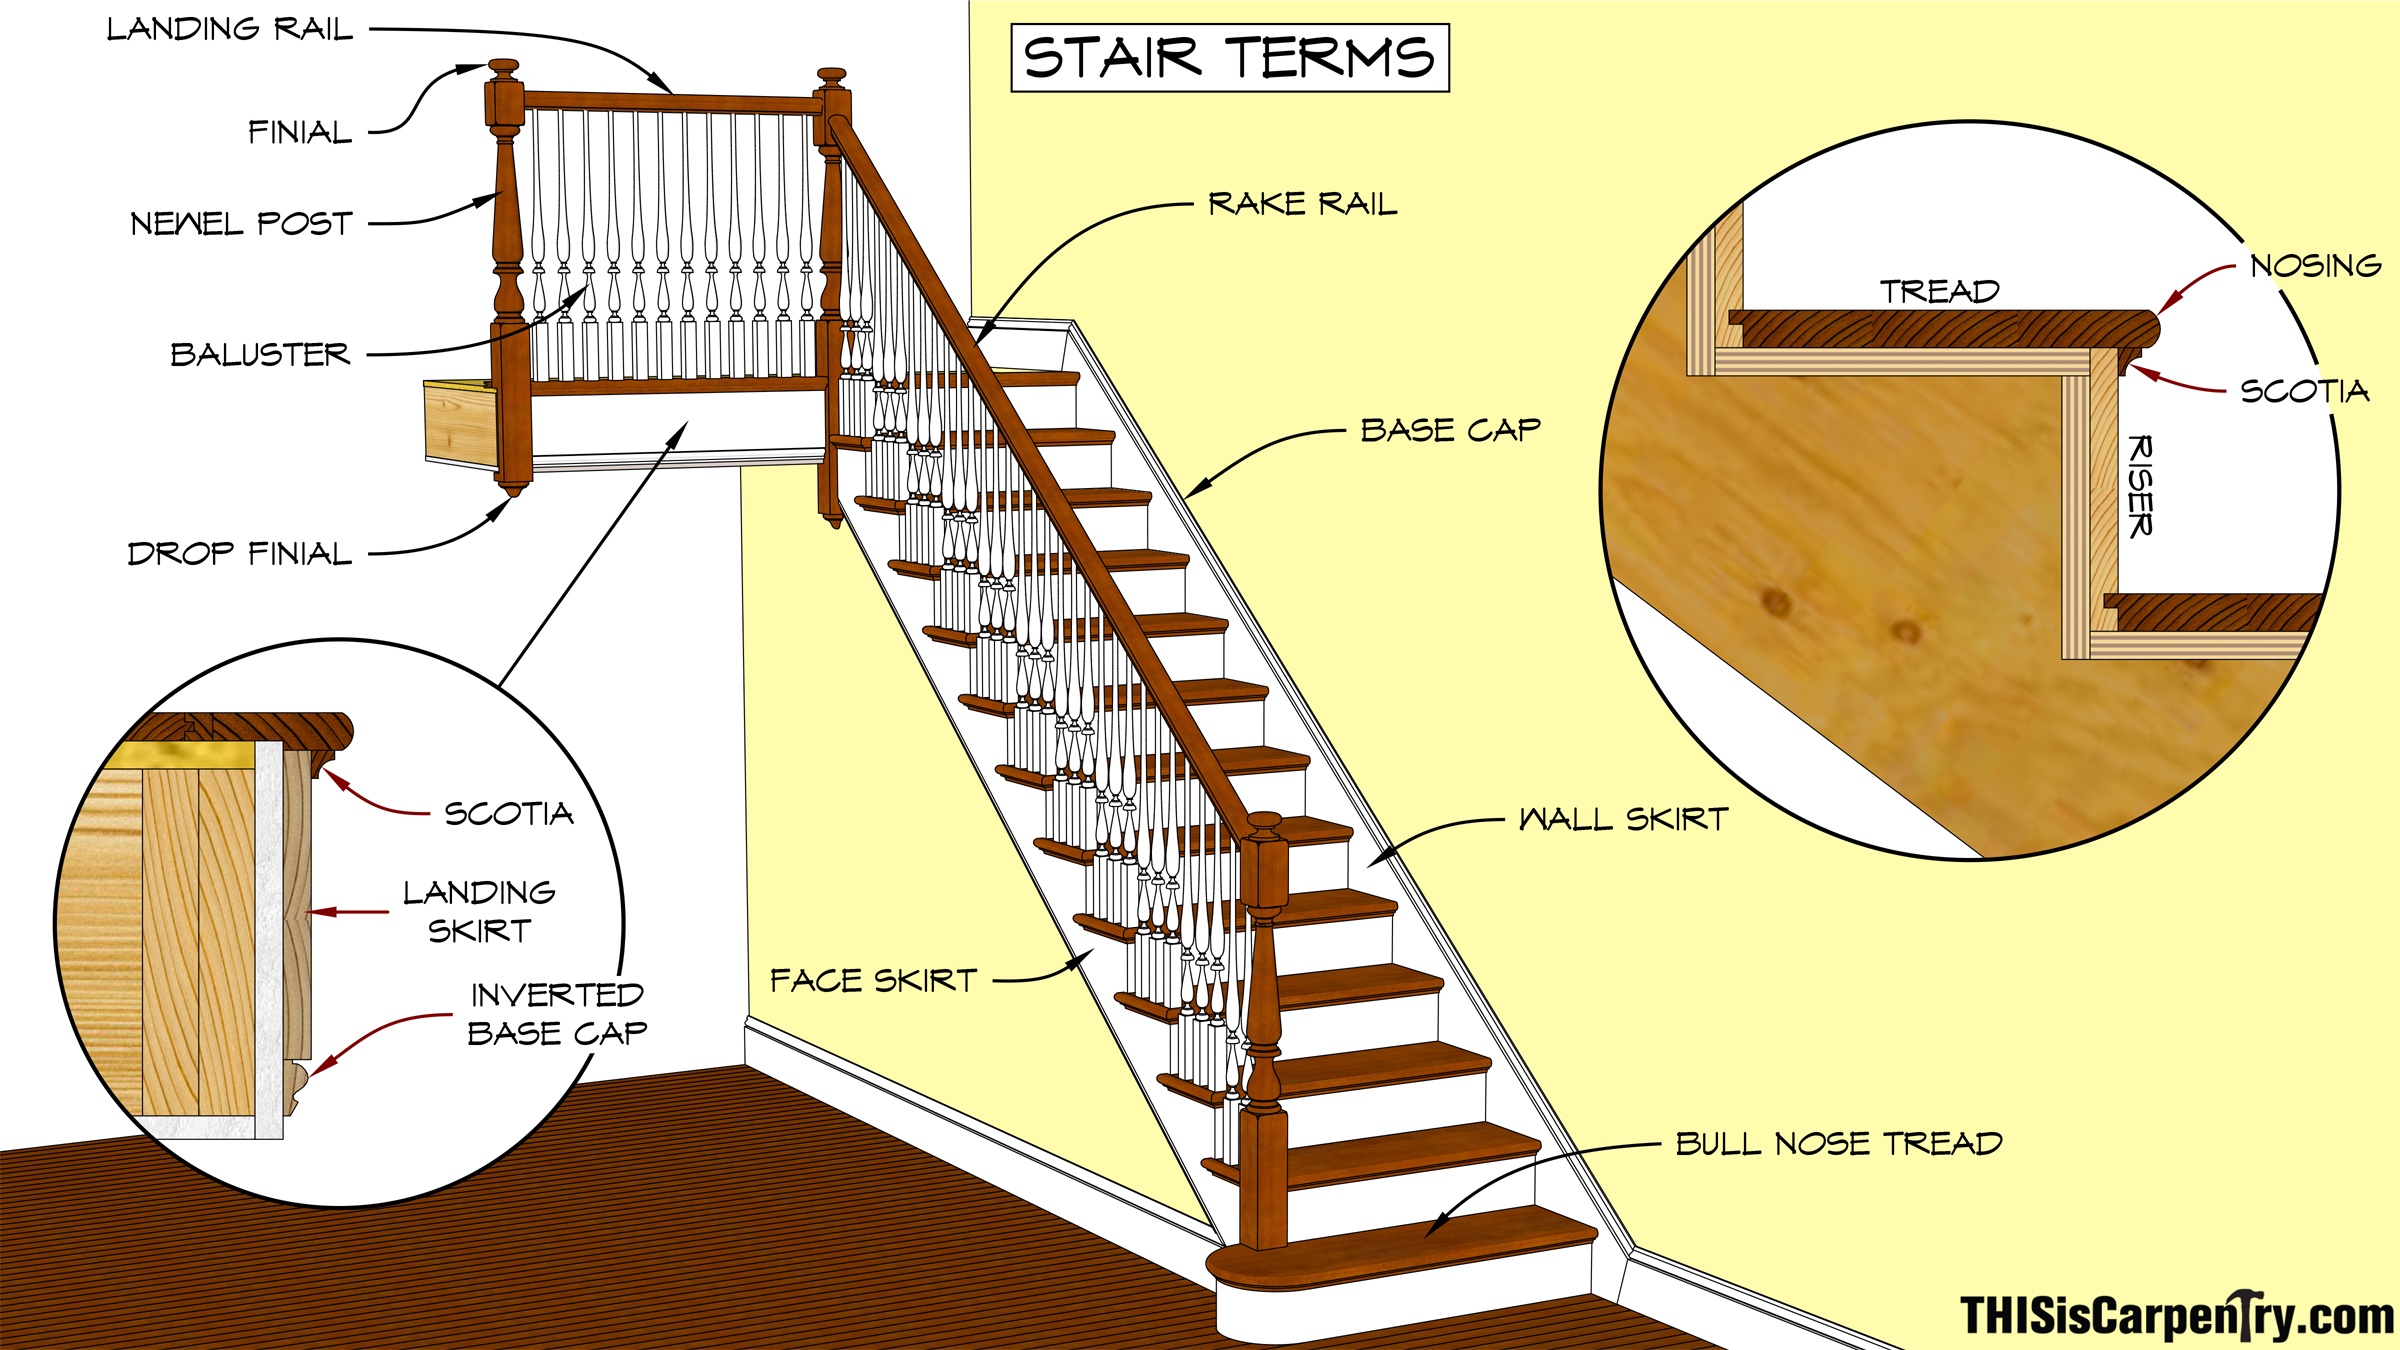 STAIR TERMS
LANDING RAIL
FINIAL
NEWEL POST
BALUSTER
DROP FINIAL
RAKE RAIL
BASE CAP
WALL SKIRT
FACE SKIRT
BULL NOSE TREAD
TREAD
NOSING
SCOTIA
RISER
SCOTIA
LANDING
SKIRT
INVERTED
BASE CAP
THISisCarpenTry.com